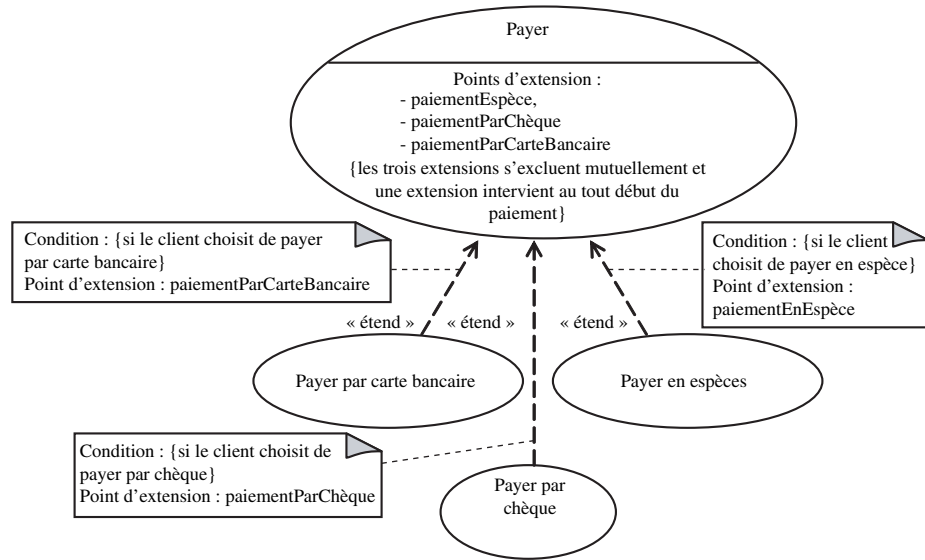 Payer
Points d'extension :
- paiementEspèce,
- paiementParChèque
- paiementParCarteBancaire
{les trois extensions s'excluent mutuellement et
une extension intervient au tout début du
paiement}
Condition : {si le client choisit de payer
par carte bancaire}
Point d'extension : paiementParCarteBancaire
Condition : {si le client
choisit de payer en espèce}
Point d'extension :
paiementEnEspèce
« étend »
« étend »
« étend »
Payer par carte bancaire
Payer en espèces
Condition : {si le client choisit de
payer par chèque}
Point d'extension : paiementParChèque
Payer par
chèque